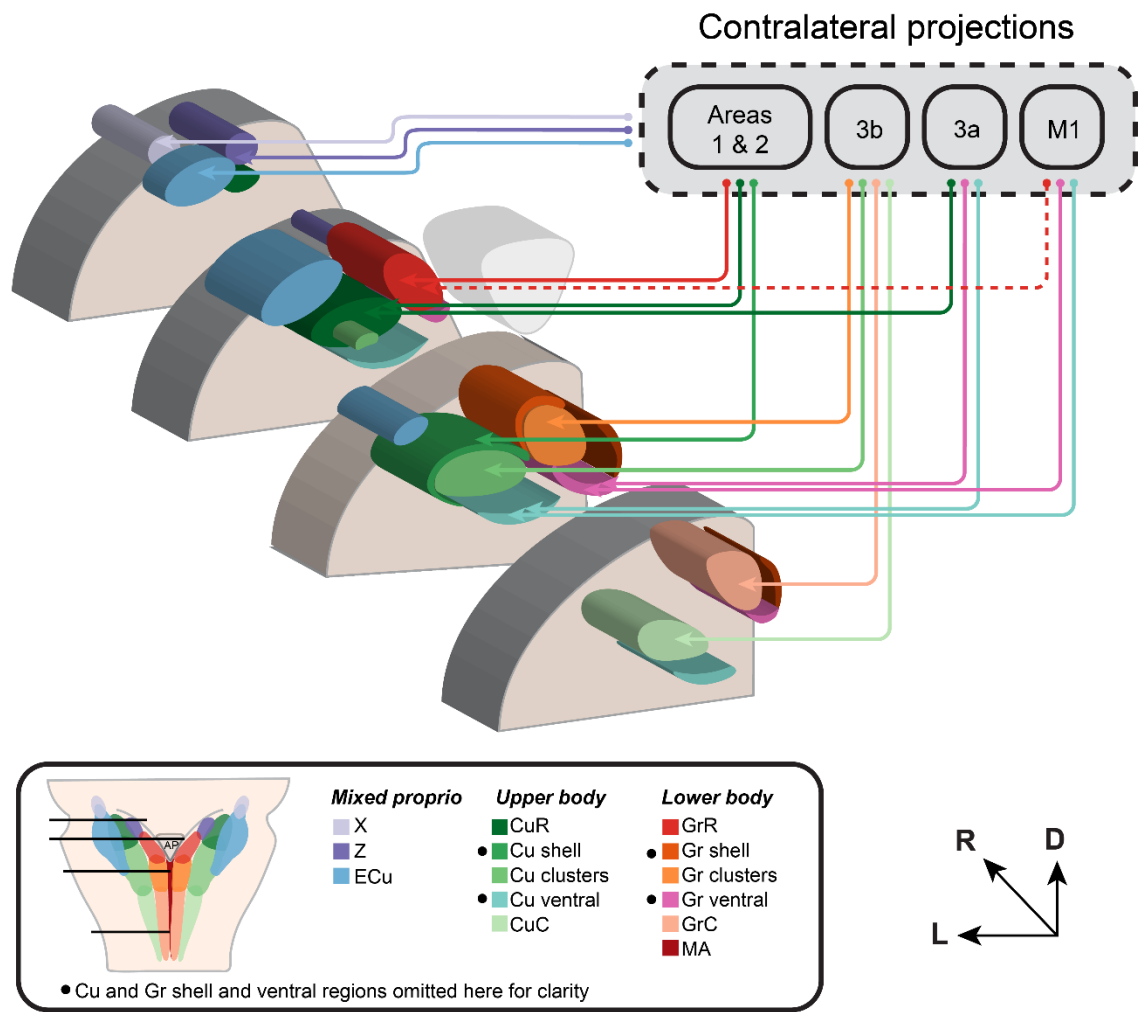 Contralateral projections
Areas
1 & 2
3b
3a
M1
Mixed proprio
X
Z
ECu
Upper body
CuR
Cu shell
Cu clusters
Cu ventral
CuC
Lower body
GrR
Gr shell
Gr clusters
Gr ventral
GrC
MA
AP
• Cu and Gr shell and ventral regions omitted here for clarity
R
D
L